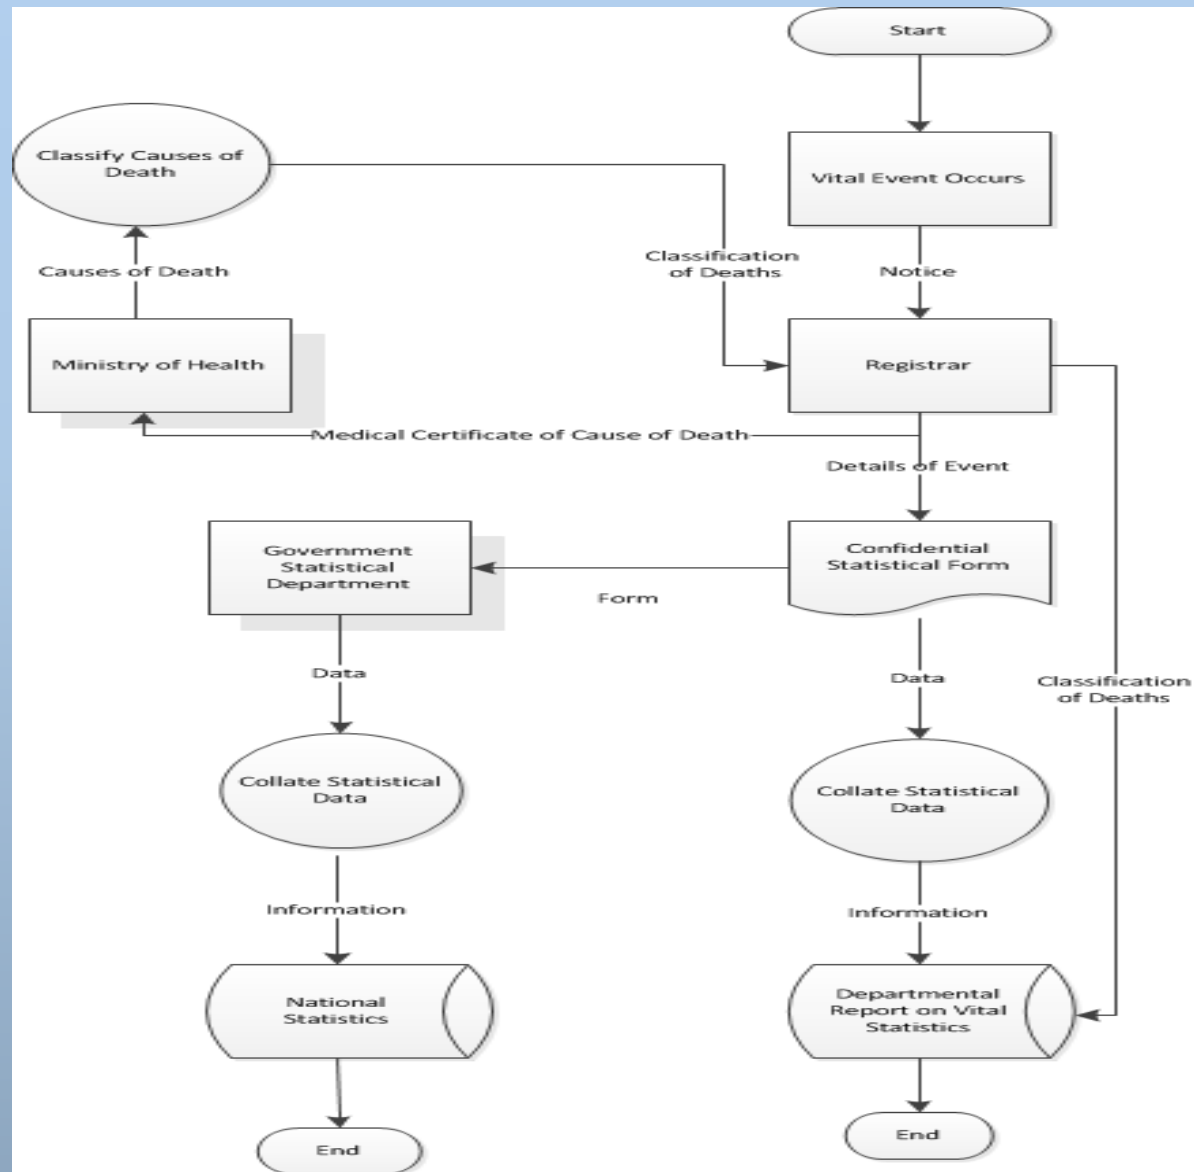 Start
Classify Causes of
Death
Vital Event Occurs
Causes of Death
Classification
of Deaths
Notice
Ministry of Health
Registrar
Medical Certificate of Cause of Death
Details of Event
Government
Statistical
Department
Confidential
Statistical Form
Form
Data
Data
Classification
of Deaths
Collate Statistical
Data
Collate Statistical
Data
Information
Information
National
Statistics
Departmental
Report on Vital
Statistics
End
End